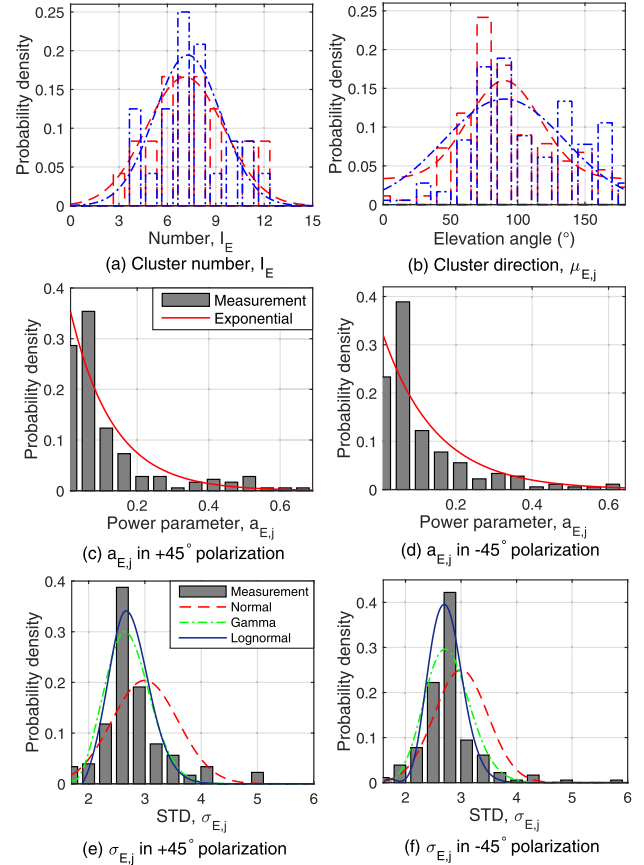 0.25
0.2
0.15
0.1
0.05
0
Probability density
3 6 9 12 15
Number, I_E
(a) Cluster number, I_E
0.25
0.2
0.15
0.1
0.05
0
Probability density
0 50 100 150
Elevation angle (°)
(b) Cluster direction, μ_E,j
0.4
0.3
0.2
0.1
0
Probability density
Measurement
Exponential
0.2 0.4 0.6
Power parameter, a_E,j
(c) a_E,j in +45° polarization
0.4
0.3
0.2
0.1
0
Probability density
0.2 0.4 0.6
Power parameter, a_E,j
(d) a_E,j in -45° polarization
0.4
0.3
0.2
0.1
0
Probability density
Measurement
Normal
Gamma
Lognormal
2 3 4 5 6
STD, σ_E,j
(e) σ_E,j in +45° polarization
0.4
0.3
0.2
0.1
0
Probability density
2 3 4 5 6
STD, σ_E,j
(f) σ_E,j in -45° polarization